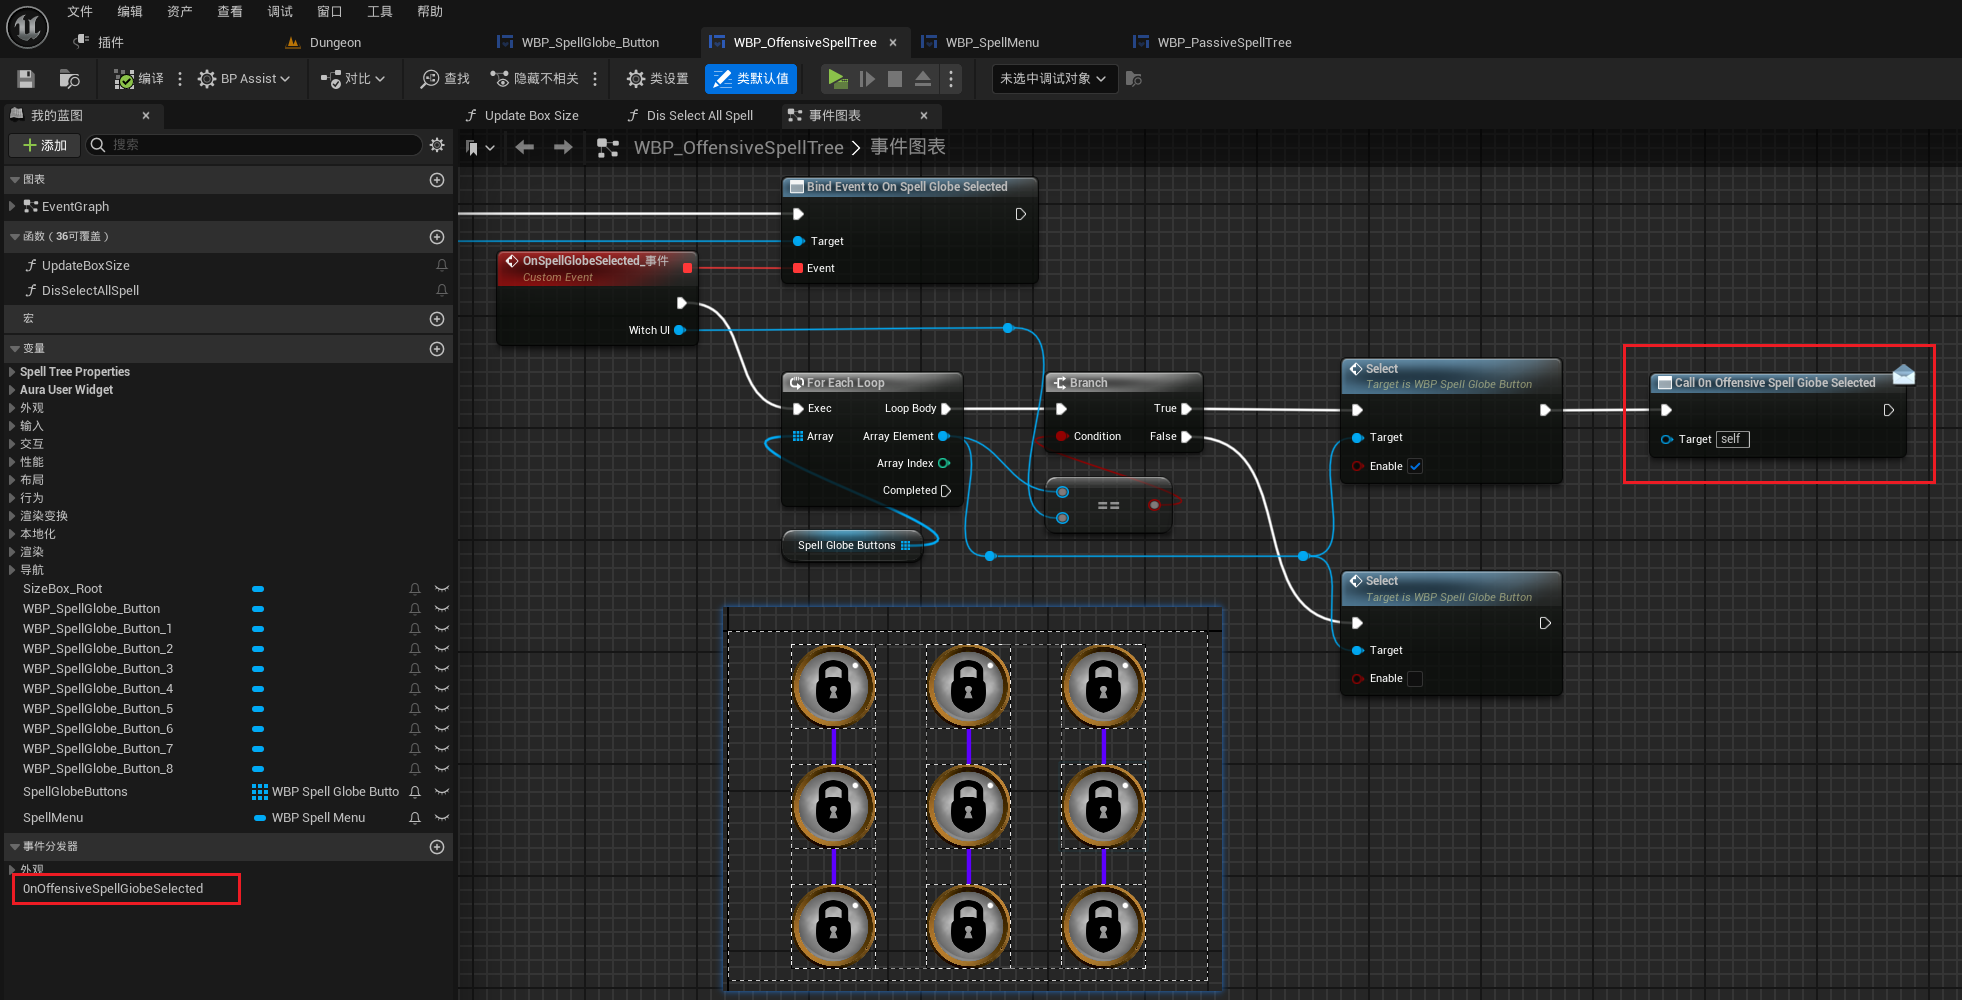 文件 编辑 资产 查看 调试 窗口 工具 帮助
插件 Dungeon WBP_SpellGlobe_Button WBP_OffensiveSpellTree WBP_SpellMenu WBP_PassiveSpellTree
编译 BP Assist 对比 查找 隐藏不相关 类设置 类默认值 未选中调试对象
我的蓝图
添加 搜索
图表
EventGraph
函数（36可覆盖）
UpdateBoxSize
DisSelectAllSpell
宏
变量
Spell Tree Properties
Aura User Widget
外观
输入
交互
性能
布局
行为
渲染变换
本地化
渲染
导航
SizeBox_Root
WBP_SpellGlobe_Button
WBP_SpellGlobe_Button_1
WBP_SpellGlobe_Button_2
WBP_SpellGlobe_Button_3
WBP_SpellGlobe_Button_4
WBP_SpellGlobe_Button_5
WBP_SpellGlobe_Button_6
WBP_SpellGlobe_Button_7
WBP_SpellGlobe_Button_8
SpellGlobeButtons WBP Spell Globe Butto
SpellMenu WBP Spell Menu
事件分发器
外观
0nOffensiveSpellGiobeSelected
Update Box Size Dis Select All Spell 事件图表
WBP_OffensiveSpellTree > 事件图表
Bind Event to On Spell Globe Selected
Target
Event
OnSpellGlobeSelected_事件
Custom Event
Witch UI
For Each Loop
Exec Loop Body
Array Array Element
Array Index
Completed
Spell Globe Buttons
Branch
True
Condition False
==
Select
Target is WBP Spell Globe Button
Target
Enable
Call 0n Offensive Spell Giobe Selected
Target self
Select
Target is WBP Spell Globe Button
Target
Enable